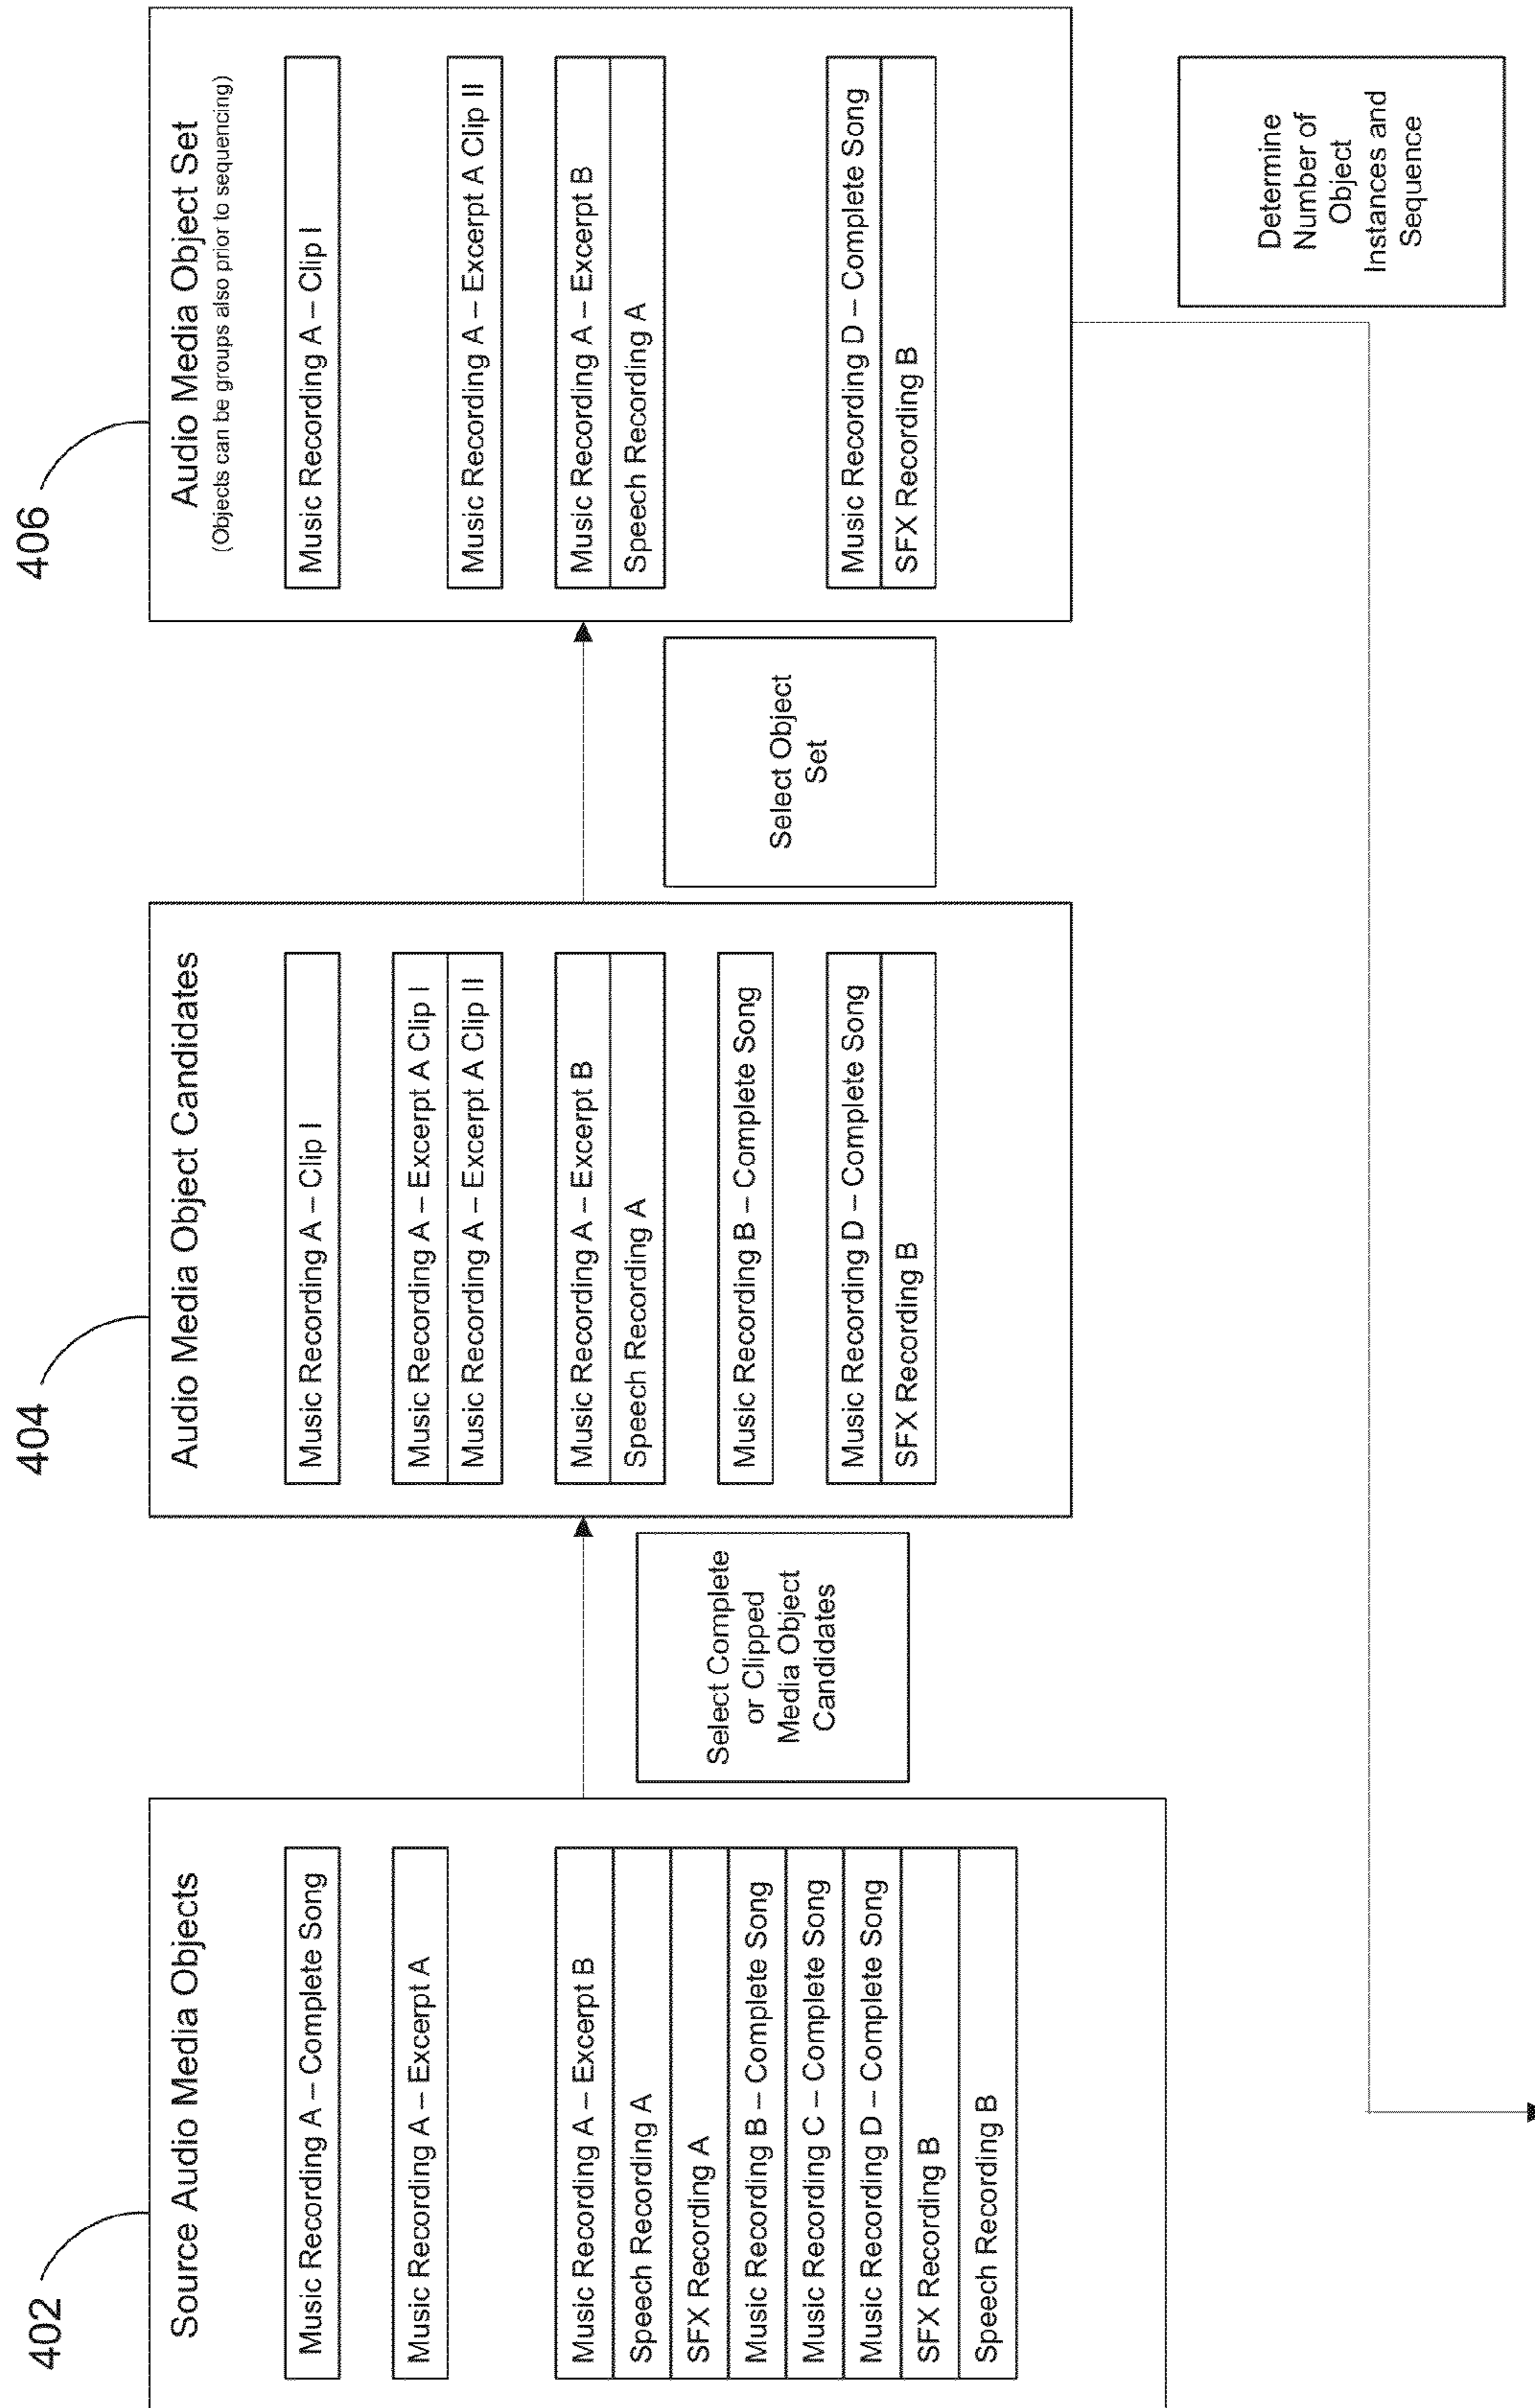 402
Source Audio Media Objects
Music Recording A – Complete Song
Music Recording A – Excerpt A
Music Recording A – Excerpt B
Speech Recording A
SFX Recording A
Music Recording B – Complete Song
Music Recording C – Complete Song
Music Recording D – Complete Song
SFX Recording B
Speech Recording B
Select Complete
or Clipped
Media Object
Candidates
404
Audio Media Object Candidates
Music Recording A – Clip I
Music Recording A – Excerpt A Clip I
Music Recording A – Excerpt A Clip II
Music Recording A – Excerpt B
Speech Recording A
Music Recording B – Complete Song
Music Recording D – Complete Song
SFX Recording B
Select Object
Set
406
Audio Media Object Set
(Objects can be groups also prior to sequencing)
Music Recording A – Clip I
Music Recording A – Excerpt A Clip II
Music Recording A – Excerpt B
Speech Recording A
Music Recording D – Complete Song
SFX Recording B
Determine
Number of
Object
Instances and
Sequence